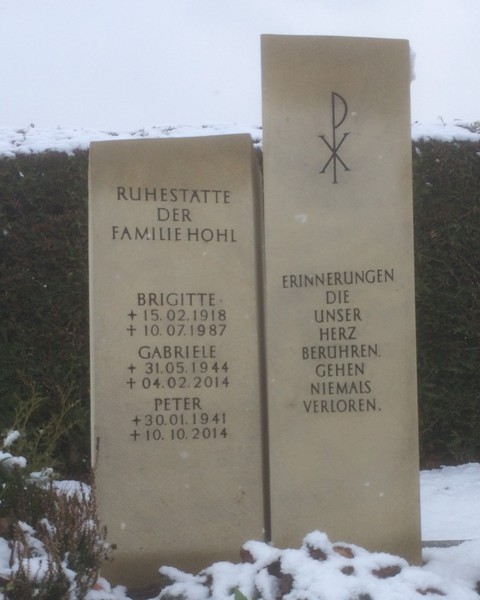 RUHESTÄTTE
DER
FAMILIE HOHL
BRIGITTE
+ 15.02.1918
+ 10.07.1987
GABRIELE
+ 31.05.1944
+ 04.02.2014
PETER
+ 30.01.1941
+ 10.10.2014
ERINNERUNGEN
DIE
UNSER
HERZ
BERÜHREN,
GEHEN
NIEMALS
VERLOREN.